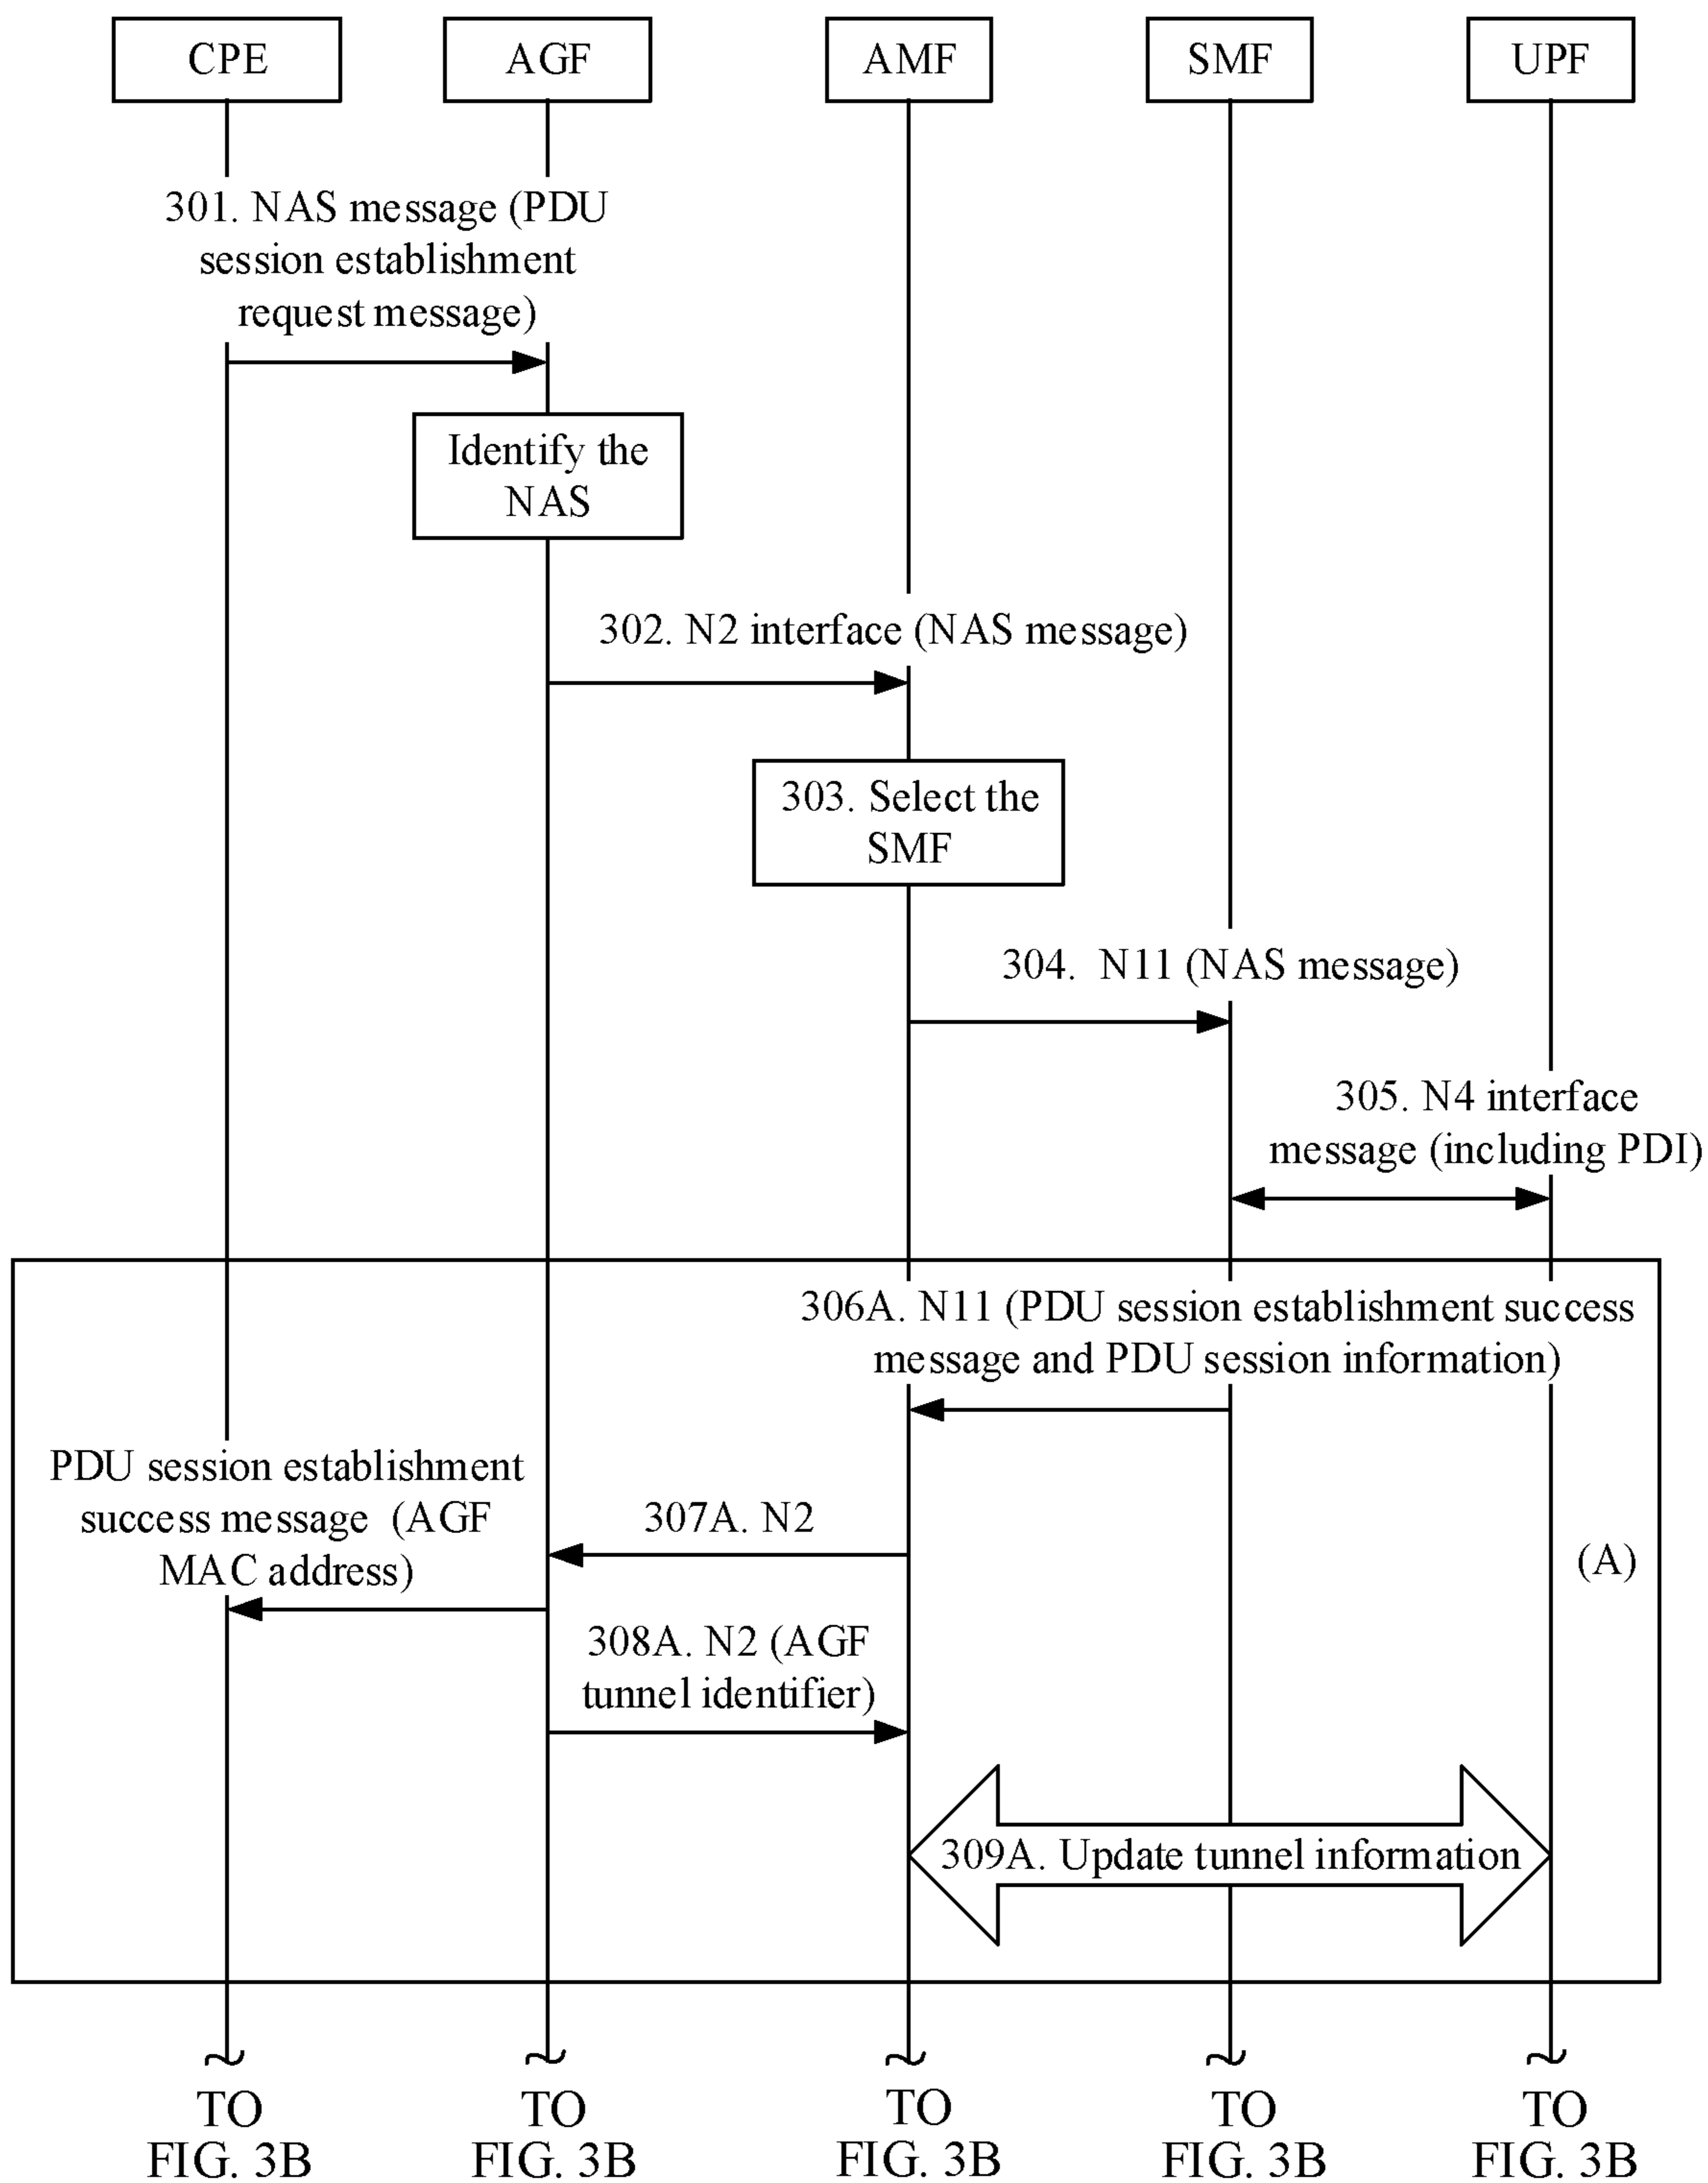 CPE
AGF
AMF
SMF
UPF
301. NAS message (PDU
session establishment
request message)
Identify the
NAS
302. N2 interface (NAS message)
303. Select the
SMF
304. N11 (NAS message)
305. N4 interface
message (including PDI)
306A. N11 (PDU session establishment success
message and PDU session information)
PDU session establishment
success message (AGF
MAC address)
307A. N2
(A)
308A. N2 (AGF
tunnel identifier)
309A. Update tunnel information
TO
FIG. 3B
TO
FIG. 3B
TO
FIG. 3B
TO
FIG. 3B
TO
FIG. 3B